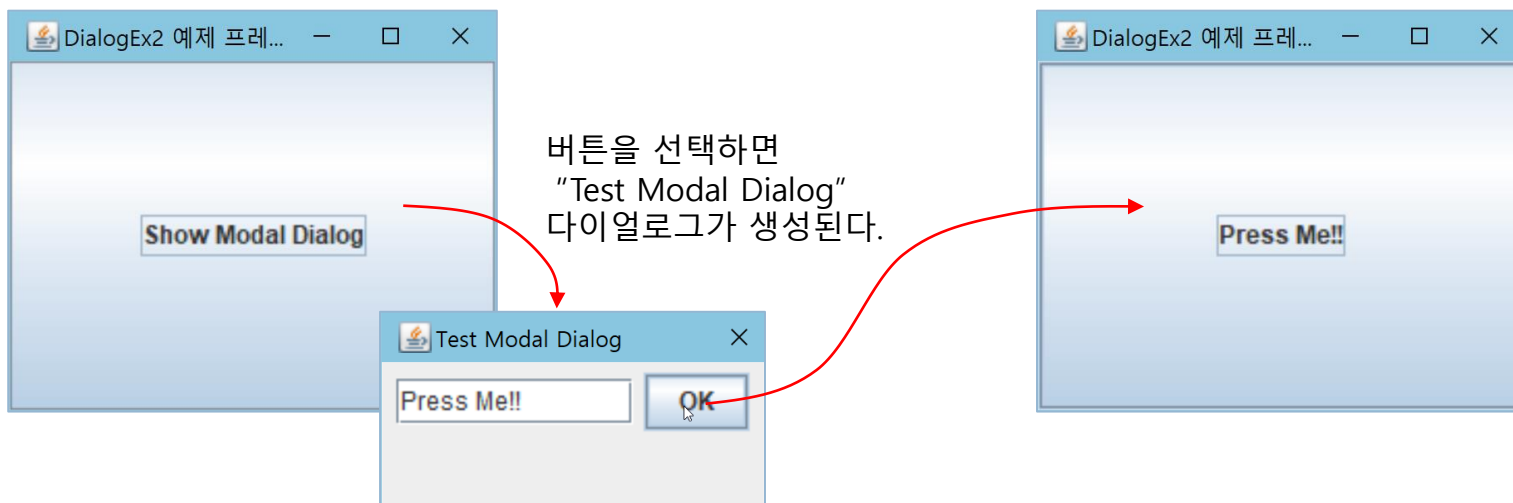 DialogEx2 예제 프레...
Show Modal Dialog
버튼을 선택하면
“Test Modal Dialog”
다이얼로그가 생성된다.
Test Modal Dialog
Press Me!!
OK
DialogEx2 예제 프레...
Press Me!!